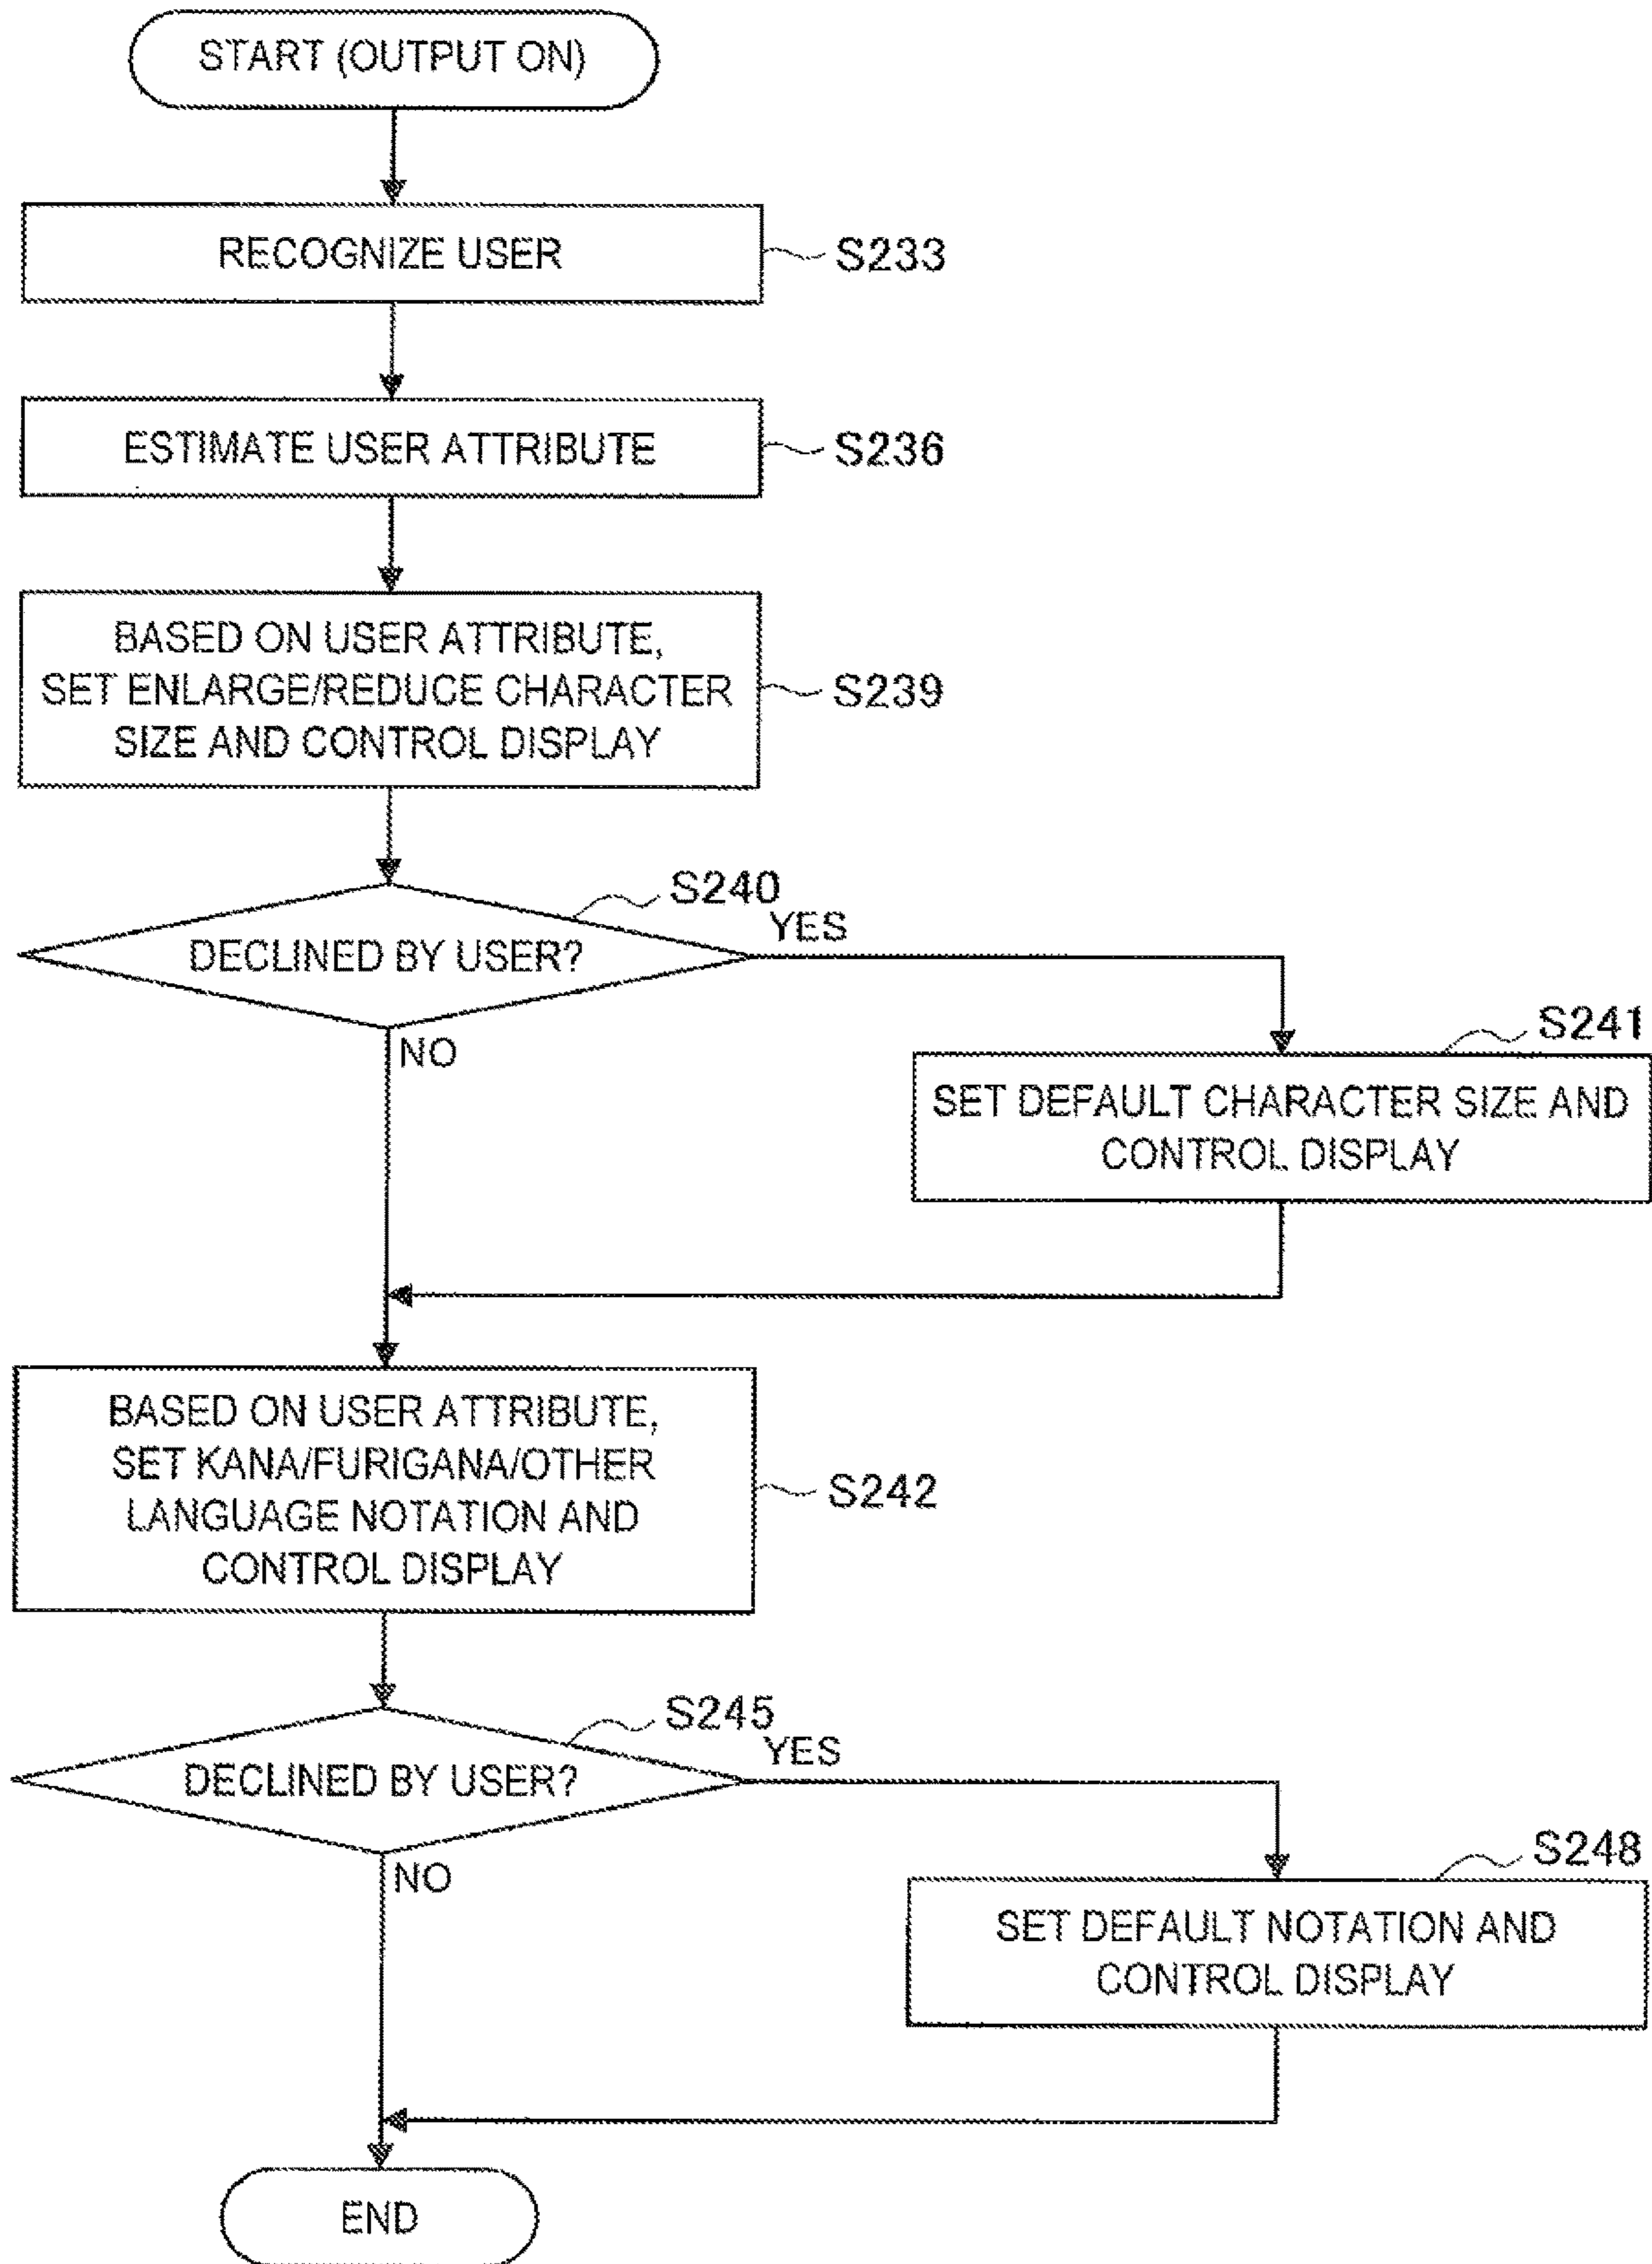 START (OUTPUT ON)
RECOGNIZE USER
S233
ESTIMATE USER ATTRIBUTE
S236
BASED ON USER ATTRIBUTE,
SET ENLARGE/REDUCE CHARACTER
SIZE AND CONTROL DISPLAY
S239
S240
DECLINED BY USER?
YES
NO
S241
SET DEFAULT CHARACTER SIZE AND
CONTROL DISPLAY
BASED ON USER ATTRIBUTE,
SET KANA/FURIGANA/OTHER
LANGUAGE NOTATION AND
CONTROL DISPLAY
S242
S245
DECLINED BY USER?
YES
NO
S248
SET DEFAULT NOTATION AND
CONTROL DISPLAY
END